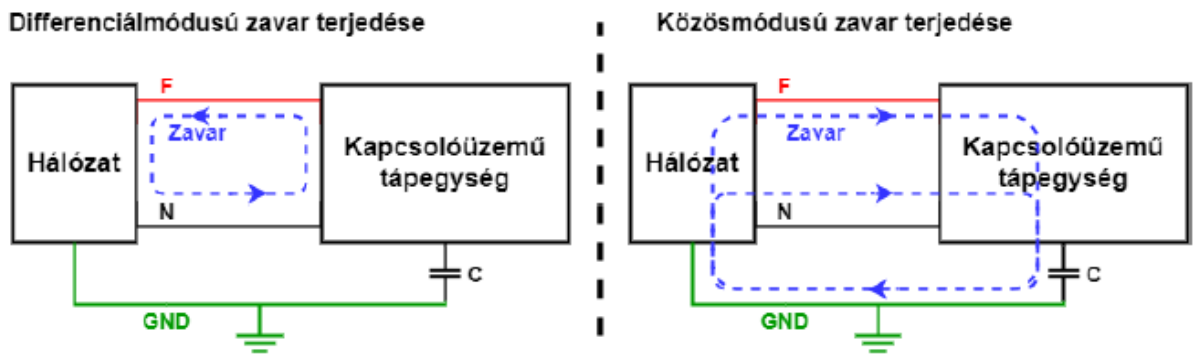 Differenciálmódusú zavar terjedése
F
Zavar
Hálózat
Kapcsolóüzemű
tápegység
N
C
GND
Közösmódusú zavar terjedése
F
Zavar
Hálózat
Kapcsolóüzemű
tápegység
N
C
GND